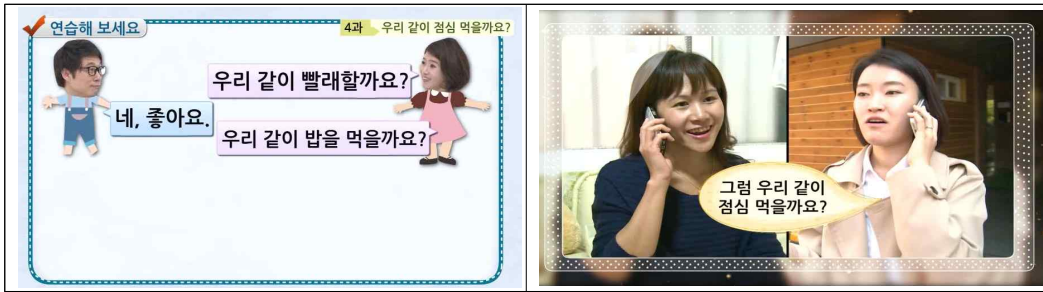 연습해 보세요
4과 우리 같이 점심 먹을까요?
우리 같이 빨래할까요?
네, 좋아요.
우리 같이 밥을 먹을까요?
그럼 우리 같이
점심 먹을까요?